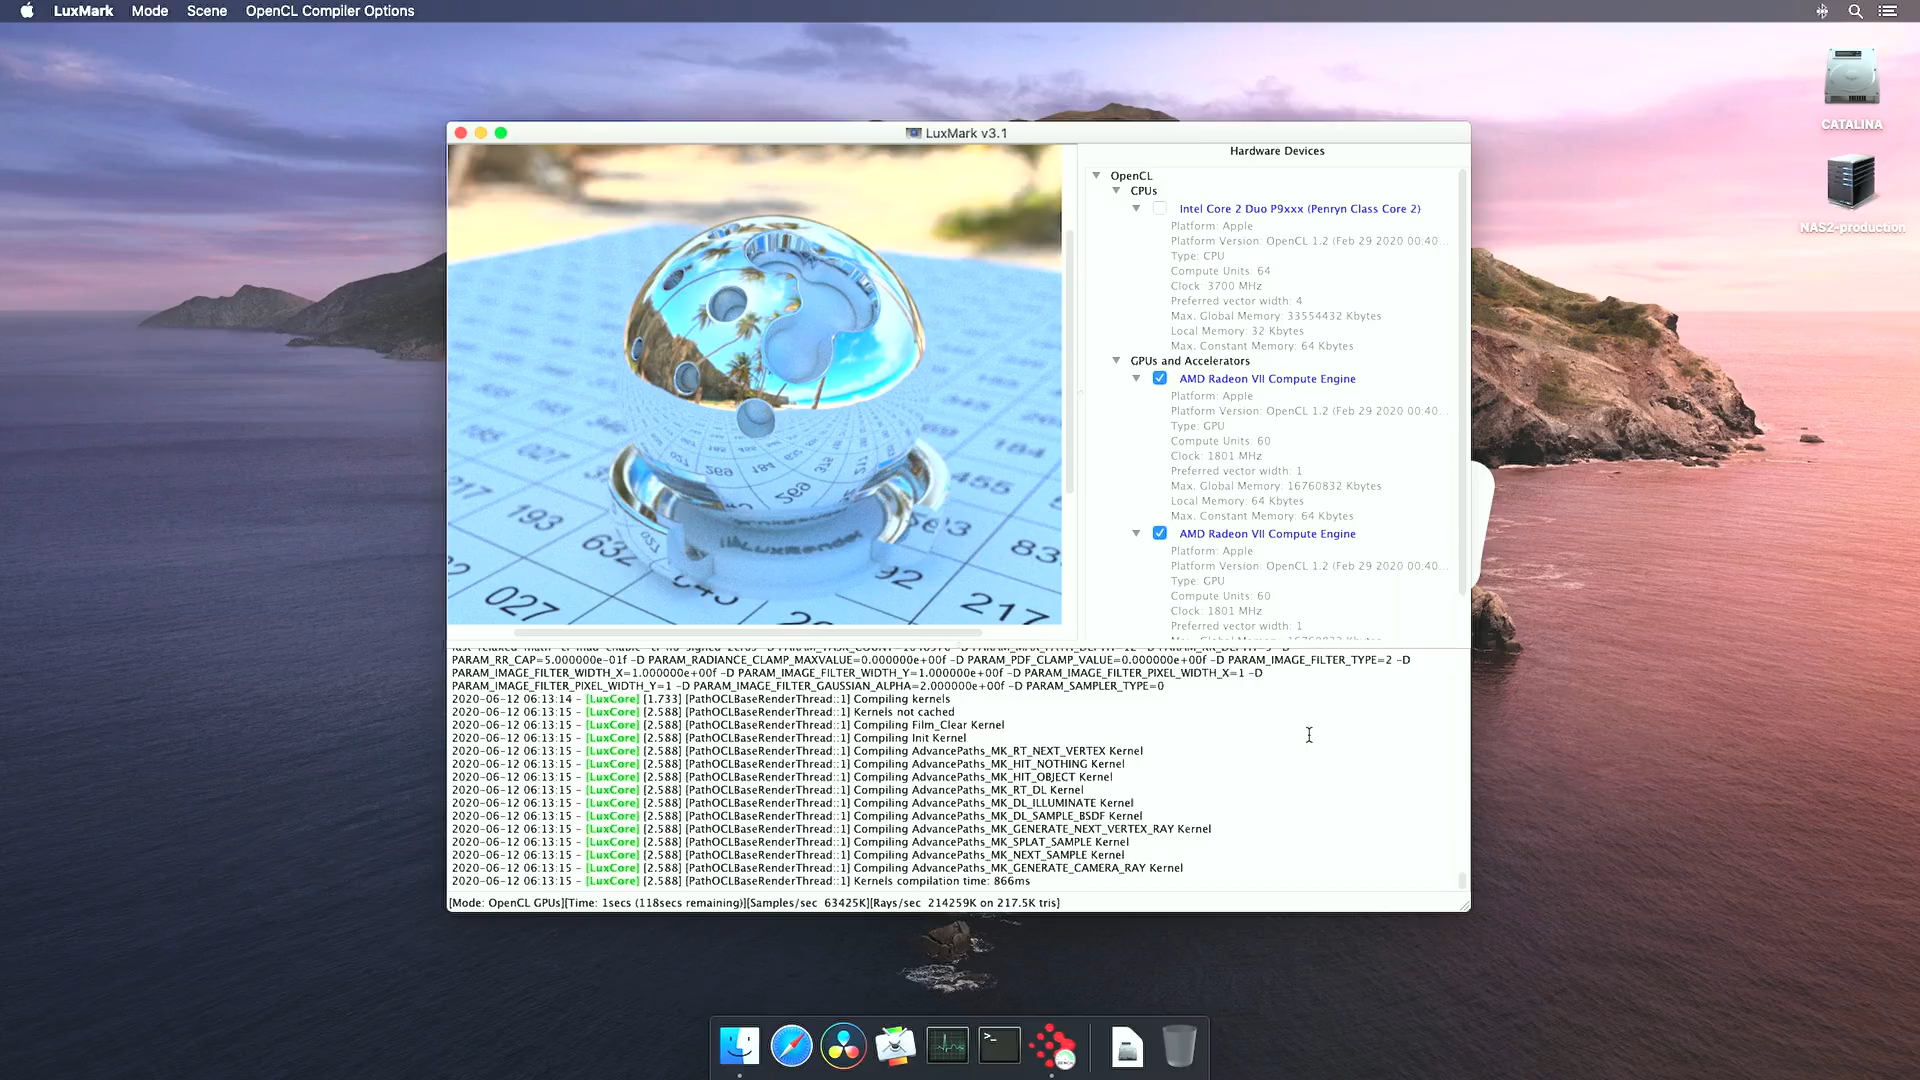 LuxMark Mode Scene OpenCL Compiler Options
CATALINA
NAS2-production
LuxMark v3.1
Hardware Devices
OpenCL
CPUs
Intel Core 2 Duo P9xxx (Penryn Class Core 2)
Platform: Apple
Platform Version: OpenCL 1.2 (Feb 29 2020 00:40...
Type: CPU
Compute Units: 64
Clock: 3700 MHz
Preferred vector width: 4
Max. Global Memory: 33554432 Kbytes
Local Memory: 32 Kbytes
Max. Constant Memory: 64 Kbytes
GPUs and Accelerators
AMD Radeon VII Compute Engine
Platform: Apple
Platform Version: OpenCL 1.2 (Feb 29 2020 00:40...
Type: GPU
Compute Units: 60
Clock: 1801 MHz
Preferred vector width: 1
Max. Global Memory: 16760832 Kbytes
Local Memory: 64 Kbytes
Max. Constant Memory: 64 Kbytes
AMD Radeon VII Compute Engine
Platform: Apple
Platform Version: OpenCL 1.2 (Feb 29 2020 00:40...
Type: GPU
Compute Units: 60
Clock: 1801 MHz
Preferred vector width: 1
193
455
027
217
LuxRender
PARAM_RR_CAP=5.000000e-01f -D PARAM_RADIANCE_CLAMP_MAXVALUE=0.000000e+00f -D PARAM_PDF_CLAMP_VALUE=0.000000e+00f -D PARAM_IMAGE_FILTER_TYPE=2 -D
PARAM_IMAGE_FILTER_WIDTH_X=1.000000e+00f -D PARAM_IMAGE_FILTER_WIDTH_Y=1.000000e+00f -D PARAM_IMAGE_FILTER_PIXEL_WIDTH_X=1 -D
PARAM_IMAGE_FILTER_PIXEL_WIDTH_Y=1 -D PARAM_IMAGE_FILTER_GAUSSIAN_ALPHA=2.000000e+00f -D PARAM_SAMPLER_TYPE=0
2020-06-12 06:13:14 - [LuxCore] [1.733] [PathOCLBaseRenderThread::1] Compiling kernels
2020-06-12 06:13:15 - [LuxCore] [2.588] [PathOCLBaseRenderThread::1] Kernels not cached
2020-06-12 06:13:15 - [LuxCore] [2.588] [PathOCLBaseRenderThread::1] Compiling Film_Clear Kernel
2020-06-12 06:13:15 - [LuxCore] [2.588] [PathOCLBaseRenderThread::1] Compiling Init Kernel
2020-06-12 06:13:15 - [LuxCore] [2.588] [PathOCLBaseRenderThread::1] Compiling AdvancePaths_MK_RT_NEXT_VERTEX Kernel
2020-06-12 06:13:15 - [LuxCore] [2.588] [PathOCLBaseRenderThread::1] Compiling AdvancePaths_MK_HIT_NOTHING Kernel
2020-06-12 06:13:15 - [LuxCore] [2.588] [PathOCLBaseRenderThread::1] Compiling AdvancePaths_MK_HIT_OBJECT Kernel
2020-06-12 06:13:15 - [LuxCore] [2.588] [PathOCLBaseRenderThread::1] Compiling AdvancePaths_MK_RT_DL Kernel
2020-06-12 06:13:15 - [LuxCore] [2.588] [PathOCLBaseRenderThread::1] Compiling AdvancePaths_MK_DL_ILLUMINATE Kernel
2020-06-12 06:13:15 - [LuxCore] [2.588] [PathOCLBaseRenderThread::1] Compiling AdvancePaths_MK_DL_SAMPLE_BSDF Kernel
2020-06-12 06:13:15 - [LuxCore] [2.588] [PathOCLBaseRenderThread::1] Compiling AdvancePaths_MK_GENERATE_NEXT_VERTEX_RAY Kernel
2020-06-12 06:13:15 - [LuxCore] [2.588] [PathOCLBaseRenderThread::1] Compiling AdvancePaths_MK_SPLAT_SAMPLE Kernel
2020-06-12 06:13:15 - [LuxCore] [2.588] [PathOCLBaseRenderThread::1] Compiling AdvancePaths_MK_NEXT_SAMPLE Kernel
2020-06-12 06:13:15 - [LuxCore] [2.588] [PathOCLBaseRenderThread::1] Compiling AdvancePaths_MK_GENERATE_CAMERA_RAY Kernel
2020-06-12 06:13:15 - [LuxCore] [2.588] [PathOCLBaseRenderThread::1] Kernels compilation time: 866ms
[Mode: OpenCL GPUs][Time: 1secs (118secs remaining)][Samples/sec 63425K][Rays/sec 214259K on 217.5K tris]